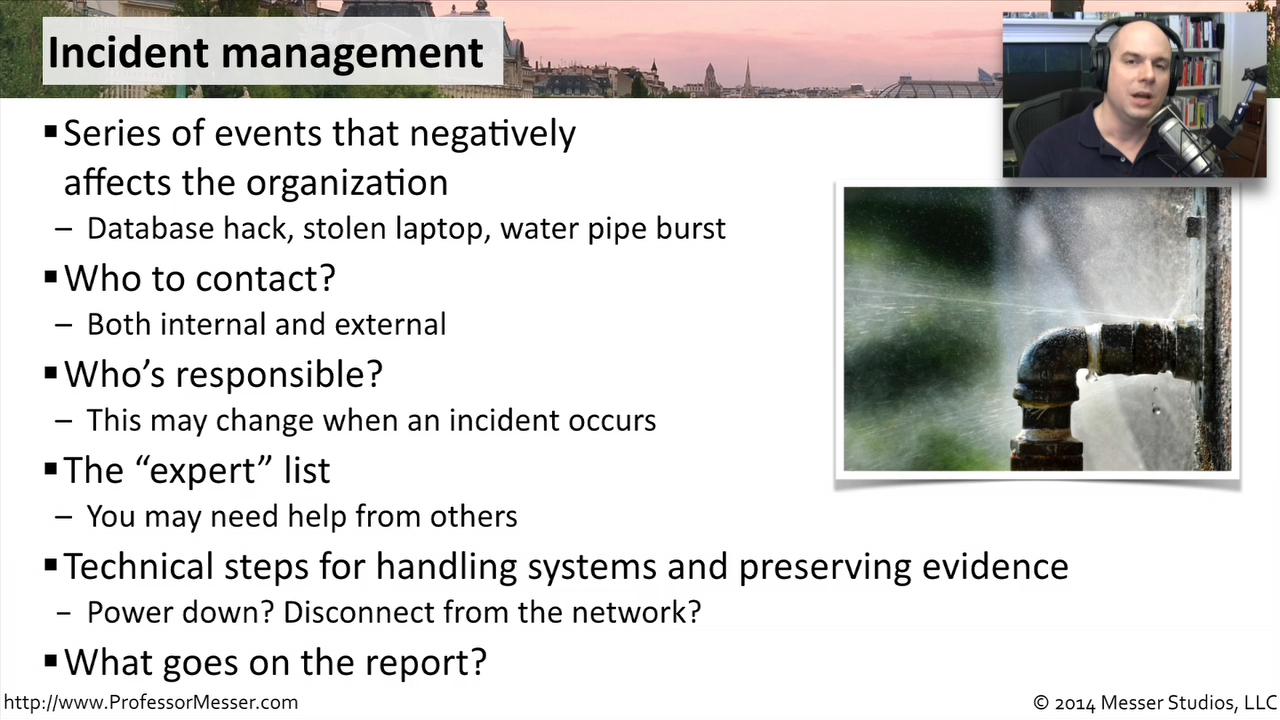 Incident management
▪Series of events that negatively
affects the organization
– Database hack, stolen laptop, water pipe burst
▪Who to contact?
– Both internal and external
▪Who’s responsible?
– This may change when an incident occurs
▪The “expert” list
– You may need help from others
▪Technical steps for handling systems and preserving evidence
– Power down? Disconnect from the network?
▪What goes on the report?
http://www.ProfessorMesser.com
© 2014 Messer Studios, LLC